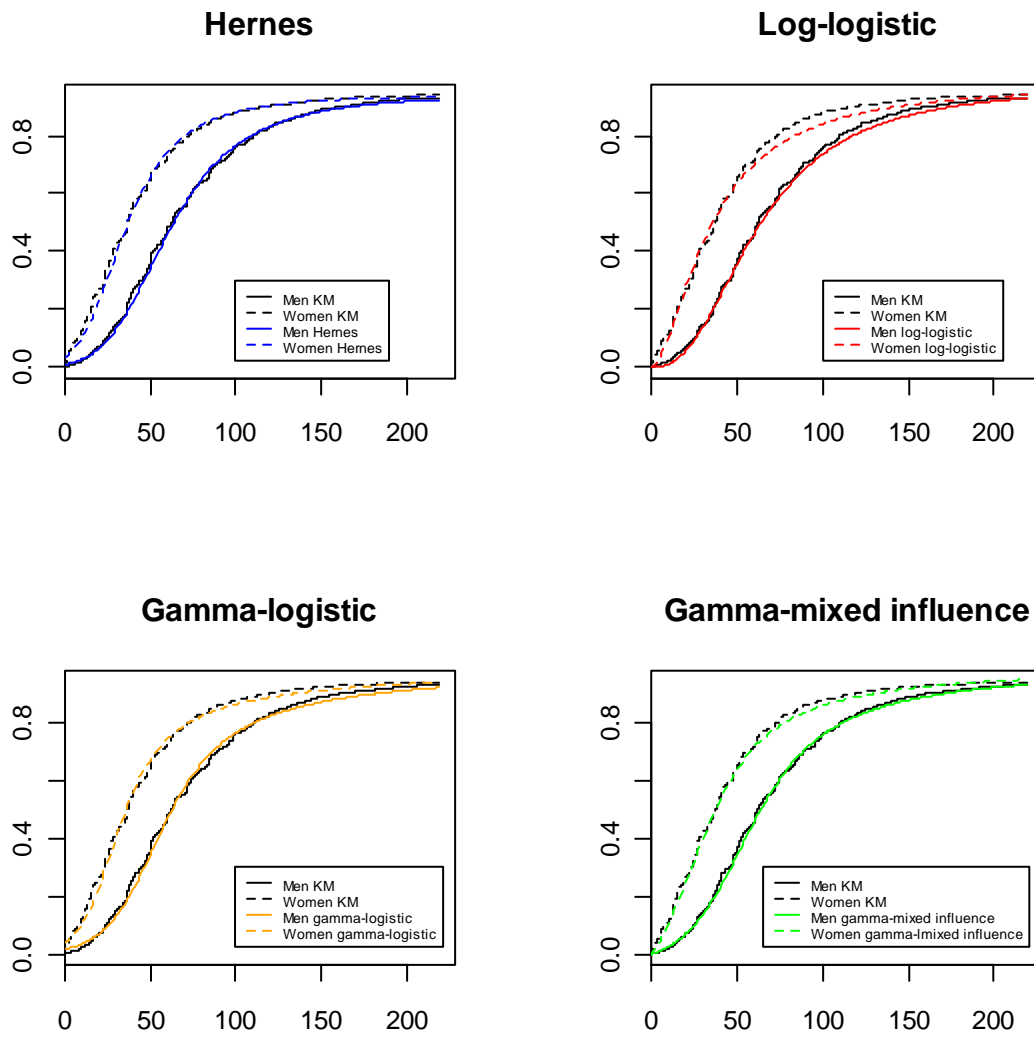 Hernes
0.8
0.4
0.0
Men KM
Women KM
Men Hernes
Women Hernes
0 50 100 150 200
Log-logistic
0.8
0.4
0.0
Men KM
Women KM
Men log-logistic
Women log-logistic
0 50 100 150 200
Gamma-logistic
0.8
0.4
0.0
Men KM
Women KM
Men gamma-logistic
Women gamma-logistic
0 50 100 150 200
Gamma-mixed influence
0.8
0.4
0.0
Men KM
Women KM
Men gamma-mixed influence
Women gamma-lmixed influence
0 50 100 150 200